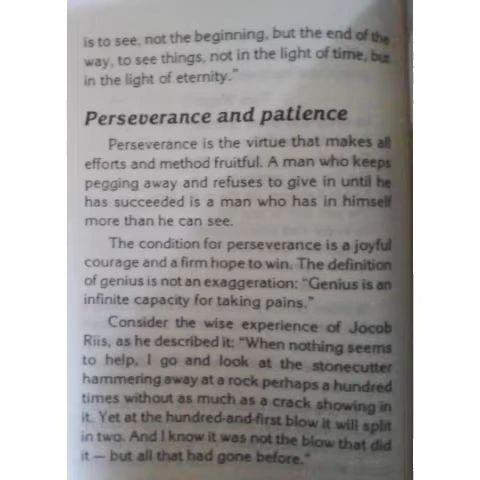 is to see, not the beginning, but the end of the
way, to see things, not in the light of time, but
in the light of eternity."
Perseverance and patience
Perseverance is the virtue that makes all
efforts and method fruitful. A man who keeps
pegging away and refuses to give in until he
has succeeded is a man who has in himself
more than he can see.
The condition for perseverance is a joyful
courage and a firm hope to win. The definition
of genius is not an exaggeration: "Genius is an
infinite capacity for taking pains."
Consider the wise experience of Jocob
Riis, as he described it: "When nothing seems
to help, I go and look at the stonecutter
hammering away at a rock perhaps a hundred
times without as much as a crack showing in
it. Yet at the hundred-and-first blow it will split
in two. And I know it was not the blow that did
it — but all that had gone before."